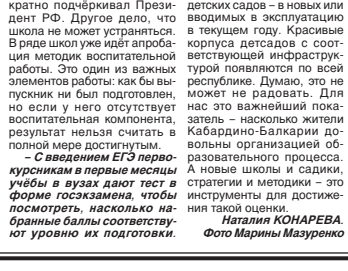 кратно подчёркивал Прези-
дент РФ. Другое дело, что
школа не может устраняться.
В ряде школ уже идёт апроба-
ция методик воспитательной
работы. Это один из важных
элементов работы: как бы вы-
пускник ни был подготовлен,
но если у него отсутствует
воспитательная компонента,
результат нельзя считать в
полной мере достигнутым.
– С введением ЕГЭ перво-
курсникам в первые месяцы
учёбы в вузах дают тест в
форме госэкзамена, чтобы
посмотреть, насколько на-
бранные баллы соответству-
ют уровню их подготовки.
детских садов – в новых или
вводимых в эксплуатацию
в текущем году. Красивые
корпуса детсадов с соот-
ветствующей инфраструк-
турой появляются по всей
республике. Думаю, это не
может не радовать. Для
нас это важнейший пока-
затель – насколько жители
Кабардино-Балкарии до-
вольны организацией об-
разовательного процесса.
А новые школы и садики,
стратегии и методики – это
инструменты для достиже-
ния такой оценки.
Наталия КОНАРЕВА.
Фото Марины Мазуренко